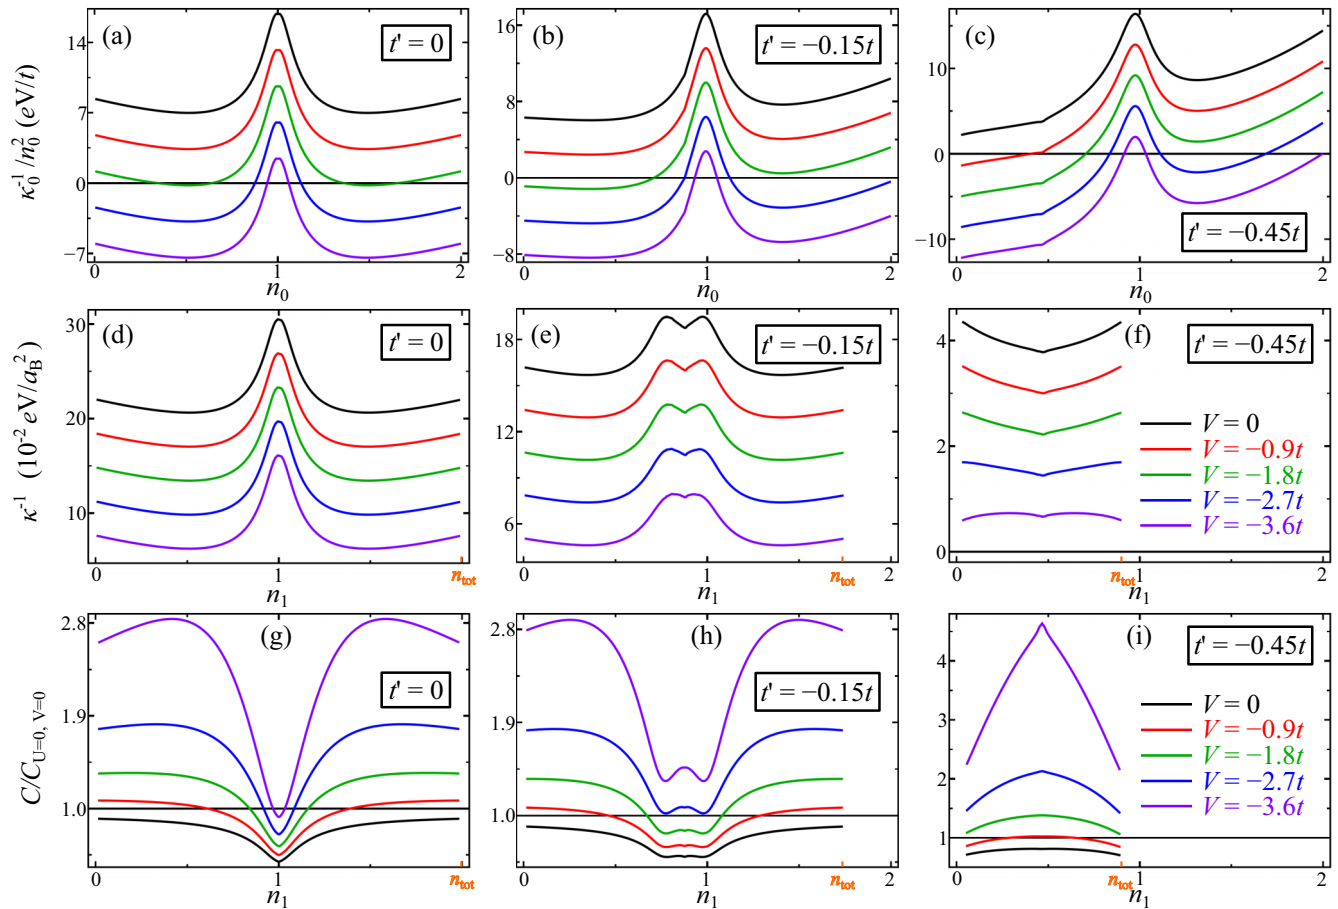 (a)
t' = 0
κ₀⁻¹/n₀² (eV/t)
14
7
0
−7
0
1
2
n₀
(b)
t' = −0.15t
16
8
0
−8
0
1
2
n₀
(c)
t' = −0.45t
10
0
−10
0
1
2
n₀
(d)
t' = 0
κ⁻¹ (10⁻² eV/a_B²)
30
20
10
0
1
n_tot
n₁
(e)
t' = −0.15t
18
12
6
0
1
n_tot
n₁
(f)
t' = −0.45t
4
2
0
V = 0
V = −0.9t
V = −1.8t
V = −2.7t
V = −3.6t
0
n_tot
1
2
n₁
(g)
t' = 0
C/C_U=0, V=0
2.8
1.9
1.0
0
1
n_tot
n₁
(h)
t' = −0.15t
2.8
1.9
1.0
0
1
n_tot
n₁
(i)
t' = −0.45t
4
3
2
1
V = 0
V = −0.9t
V = −1.8t
V = −2.7t
V = −3.6t
0
n_tot
1
2
n₁